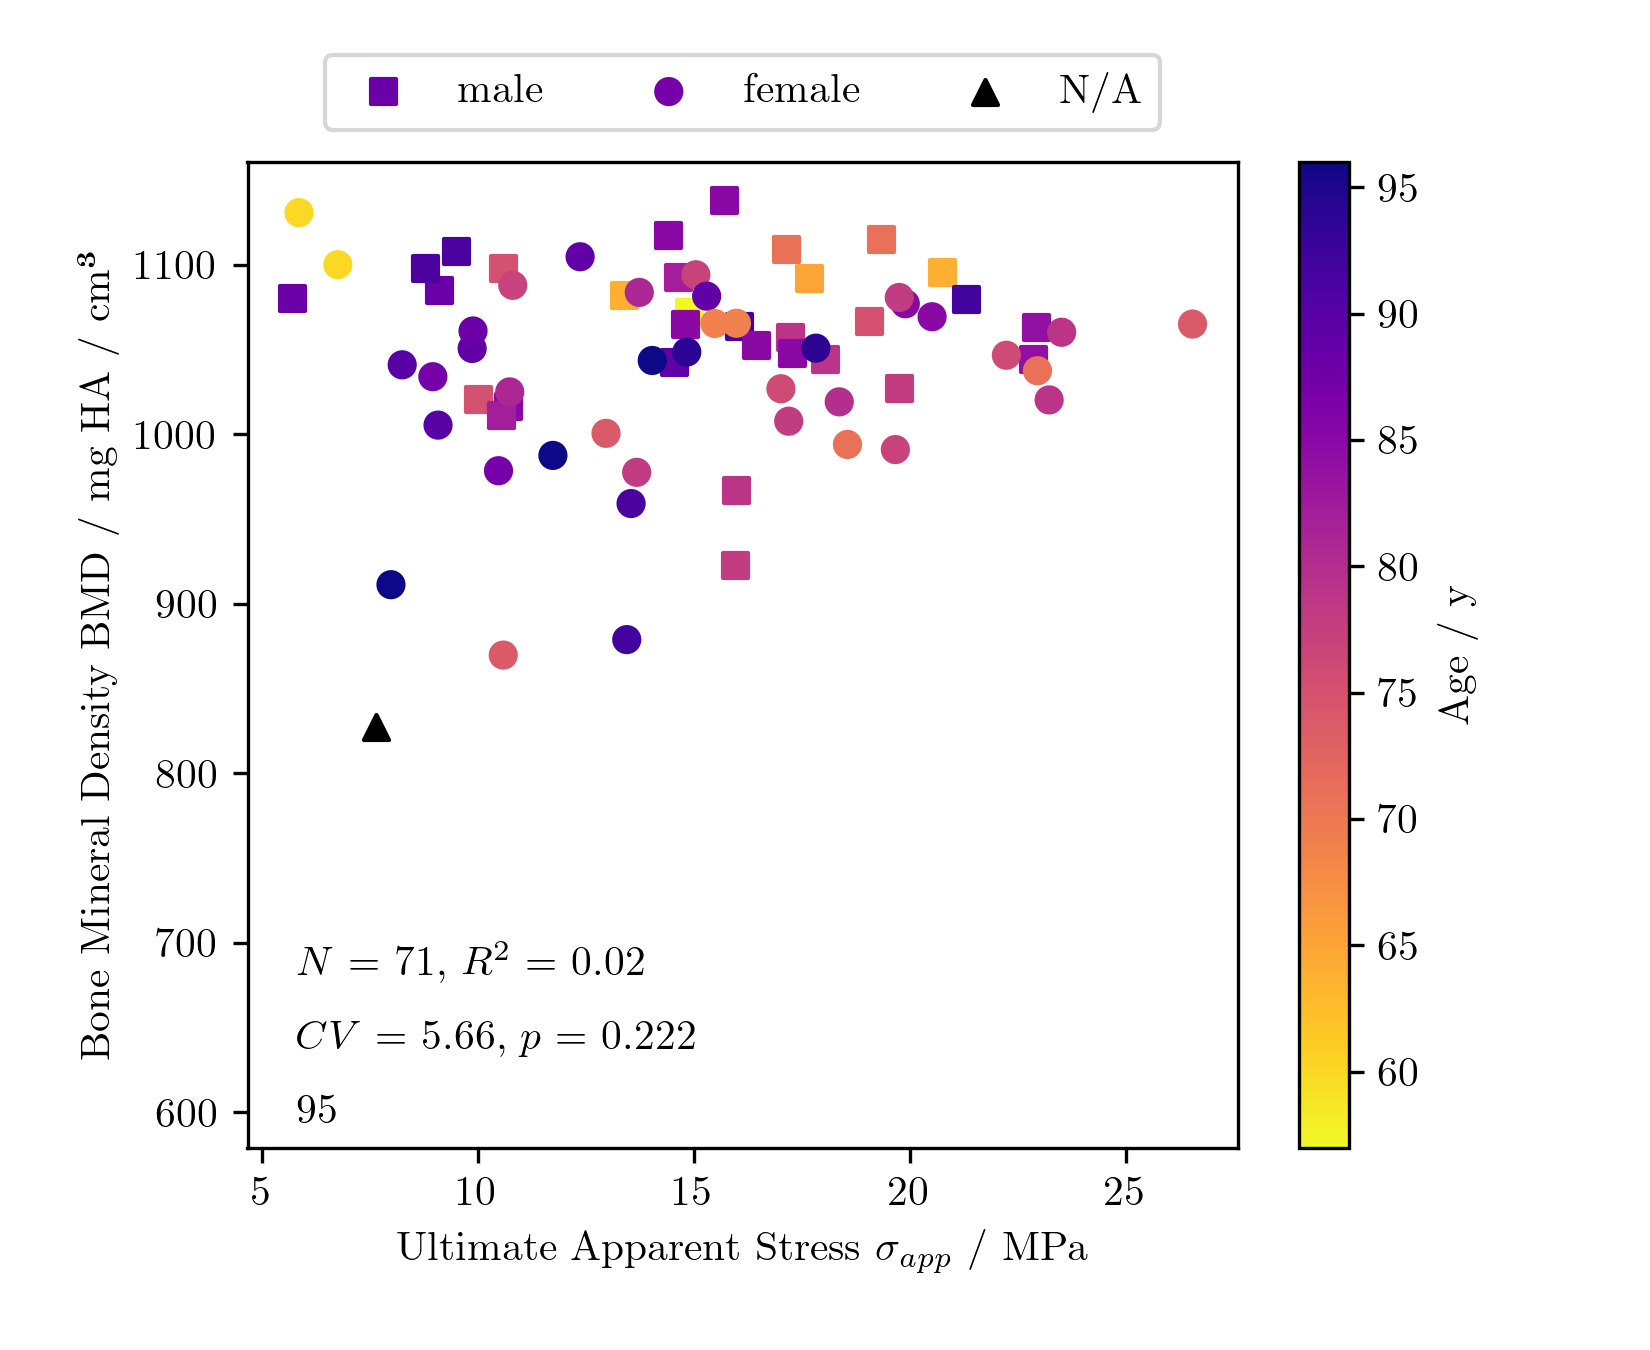 male female N/A
1100
1000
900
800
700
600
Bone Mineral Density BMD / mg HA / cm³
N = 71, R² = 0.02
CV = 5.66, p = 0.222
95
5 10 15 20 25
Ultimate Apparent Stress σ_app / MPa
95
90
85
80
75
70
65
60
Age / y